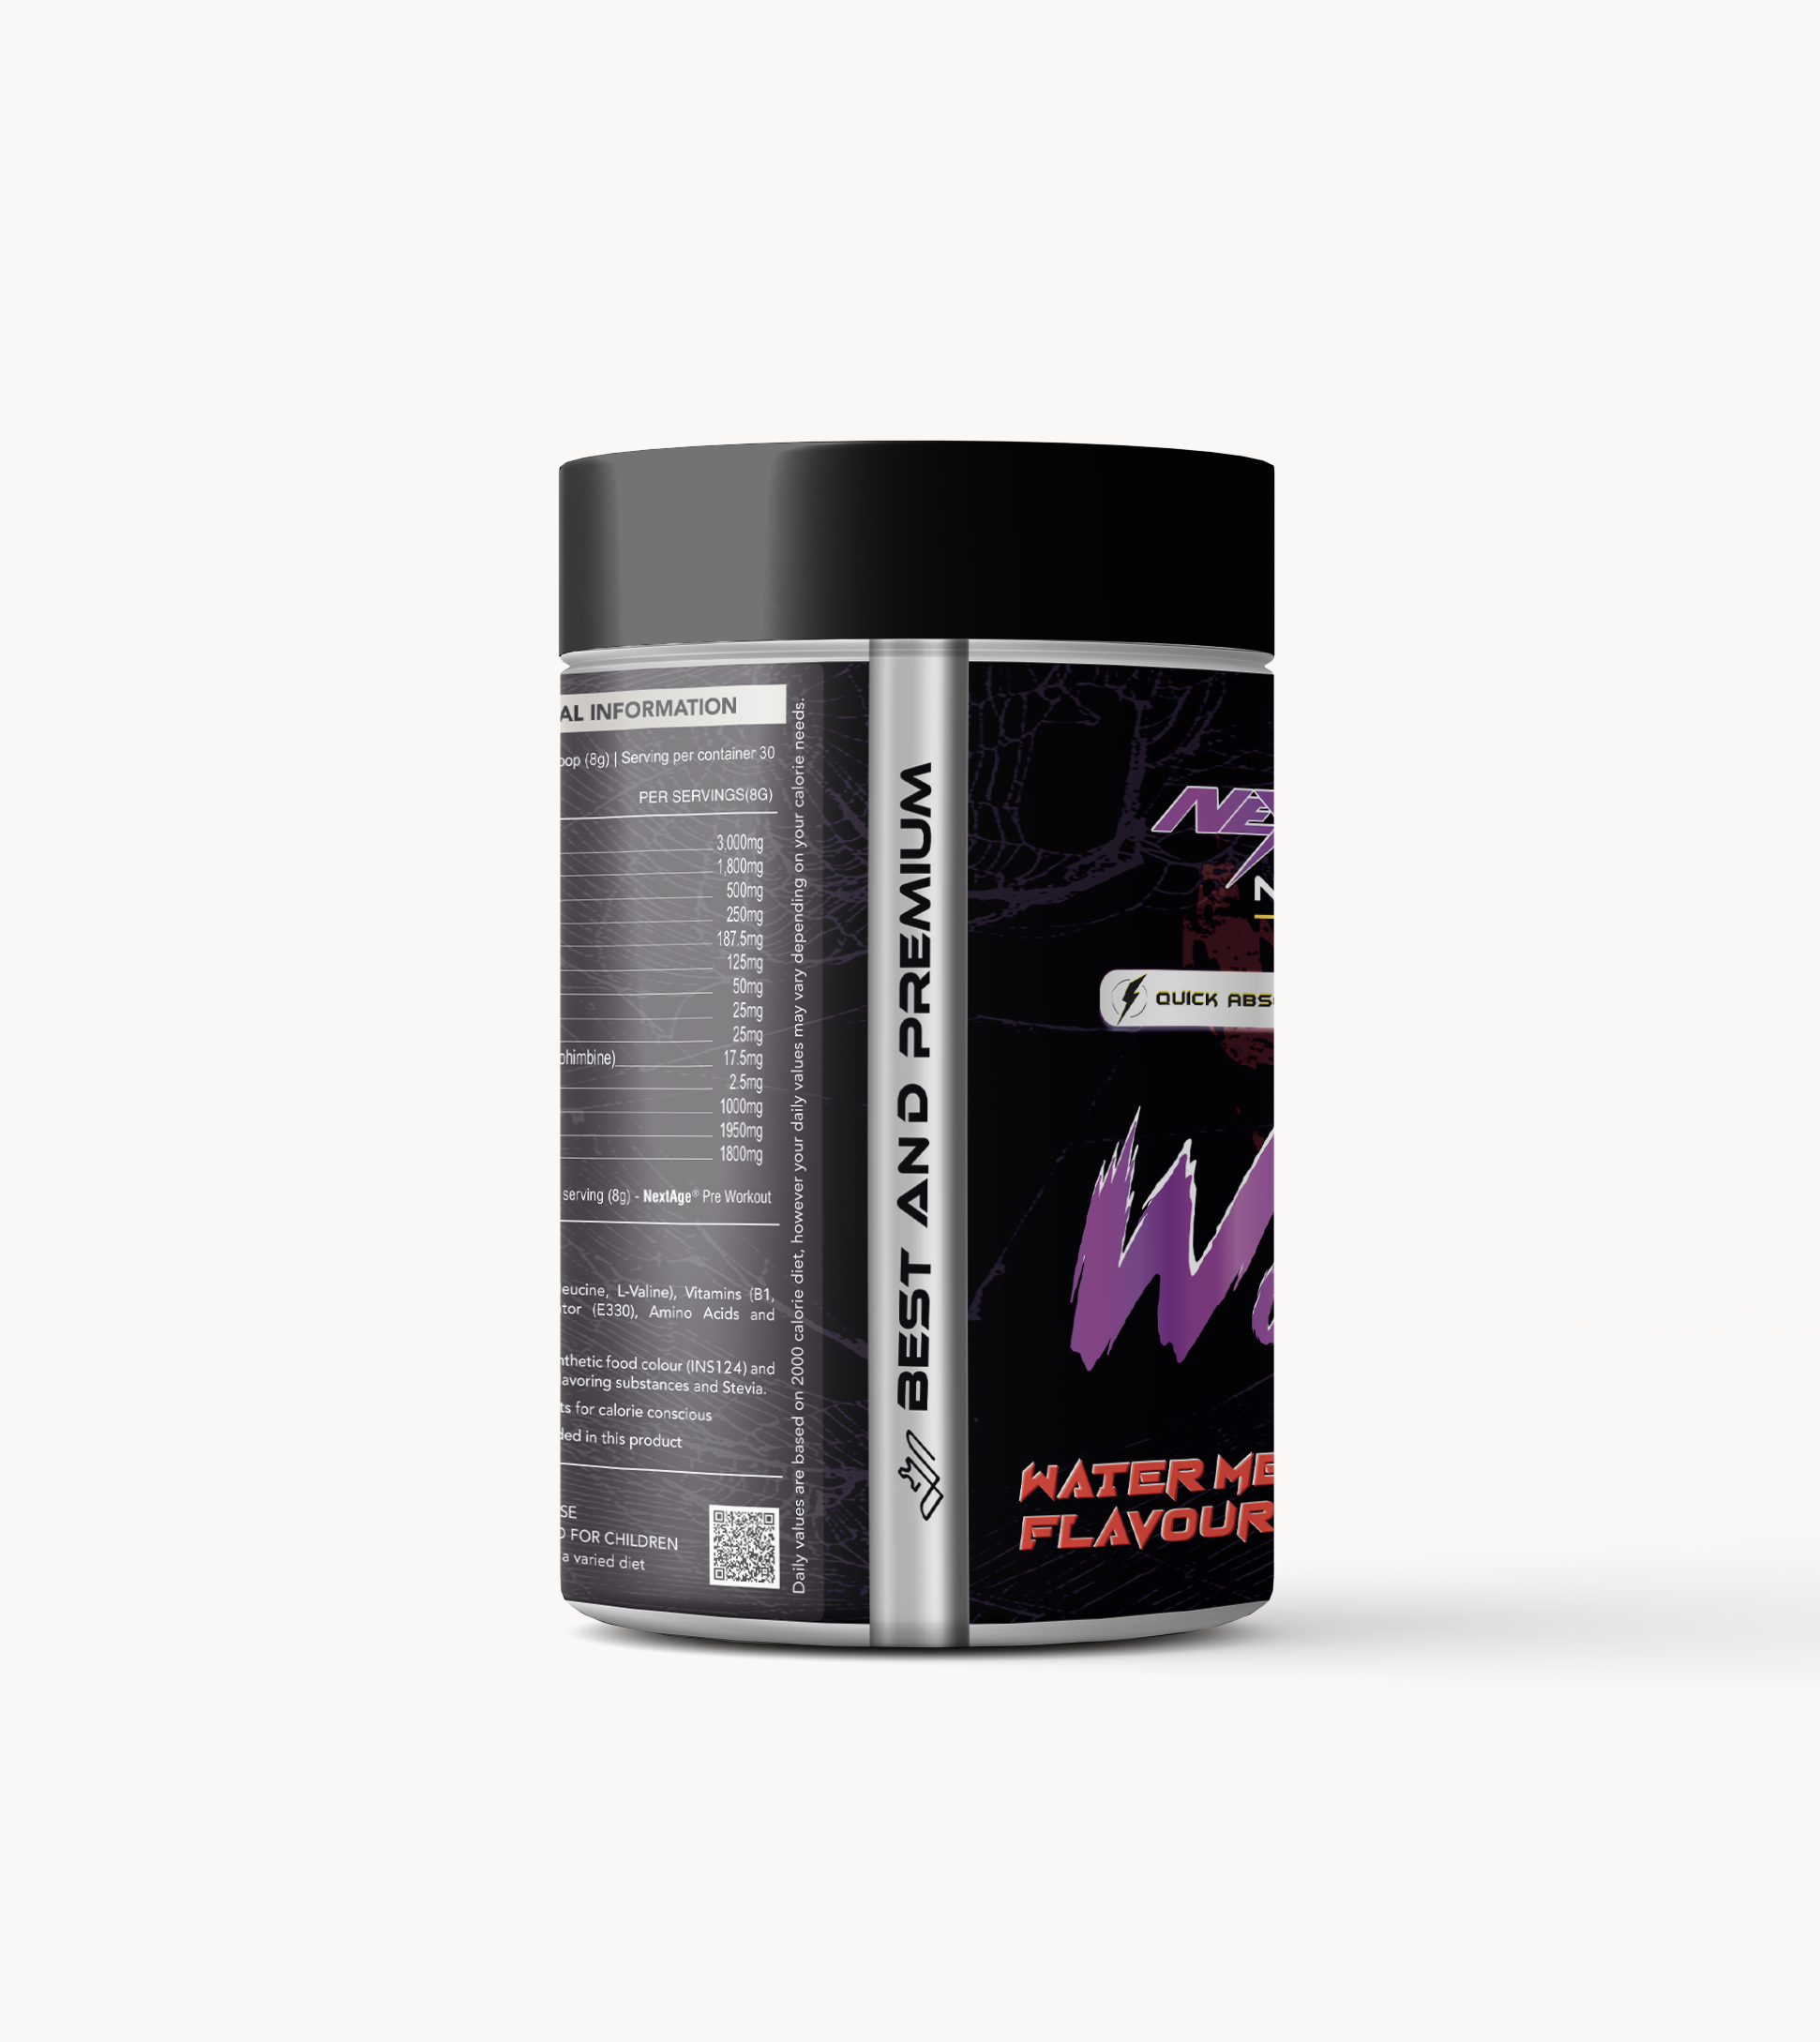 AL INFORMATION
oop (8g) | Serving per container 30
PER SERVINGS(8G)
3,000mg
1,800mg
500mg
250mg
187.5mg
125mg
50mg
25mg
25mg
ohimbine) 17.5mg
2.5mg
1000mg
1950mg
1800mg
serving (8g) - NextAge® Pre Workout
eucine, L-Valine), Vitamins (B1,
tor (E330), Amino Acids and
nthetic food colour (INS124) and
avoring substances and Stevia.
ts for calorie conscious
ded in this product
SE
D FOR CHILDREN
a varied diet
Daily values are based on 2000 calorie diet, however your daily values may vary depending on your calorie needs.
BEST AND PREMIUM
NEX
N
QUICK ABSO
Wo
WATER ME
FLAVOUR